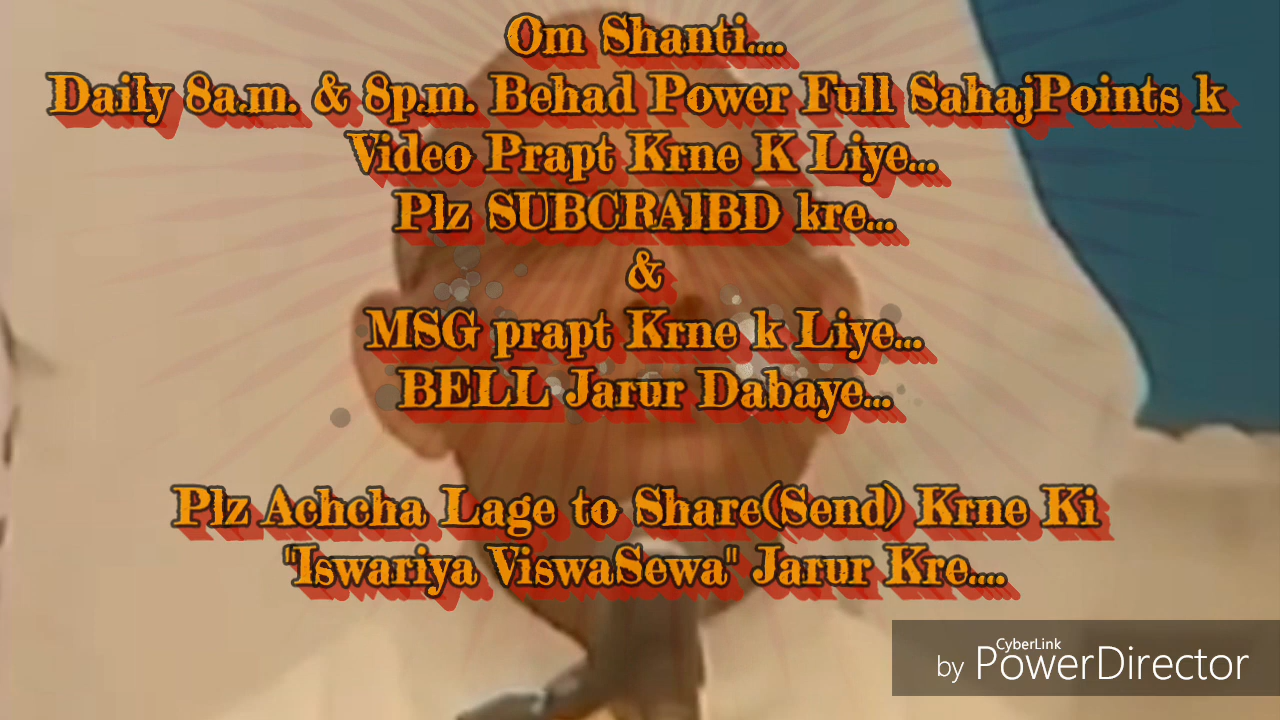 Om Shanti....
Daily 8a.m. & 8p.m. Behad Power Full SahajPoints k
Video Prapt Krne K Liye...
Plz SUBCRAIBD kre...
&
MSG prapt Krne k Liye...
BELL Jarur Dabaye...
Plz Achcha Lage to Share(Send) Krne Ki
"Iswariya ViswaSewa" Jarur Kre....
CyberLink
by PowerDirector